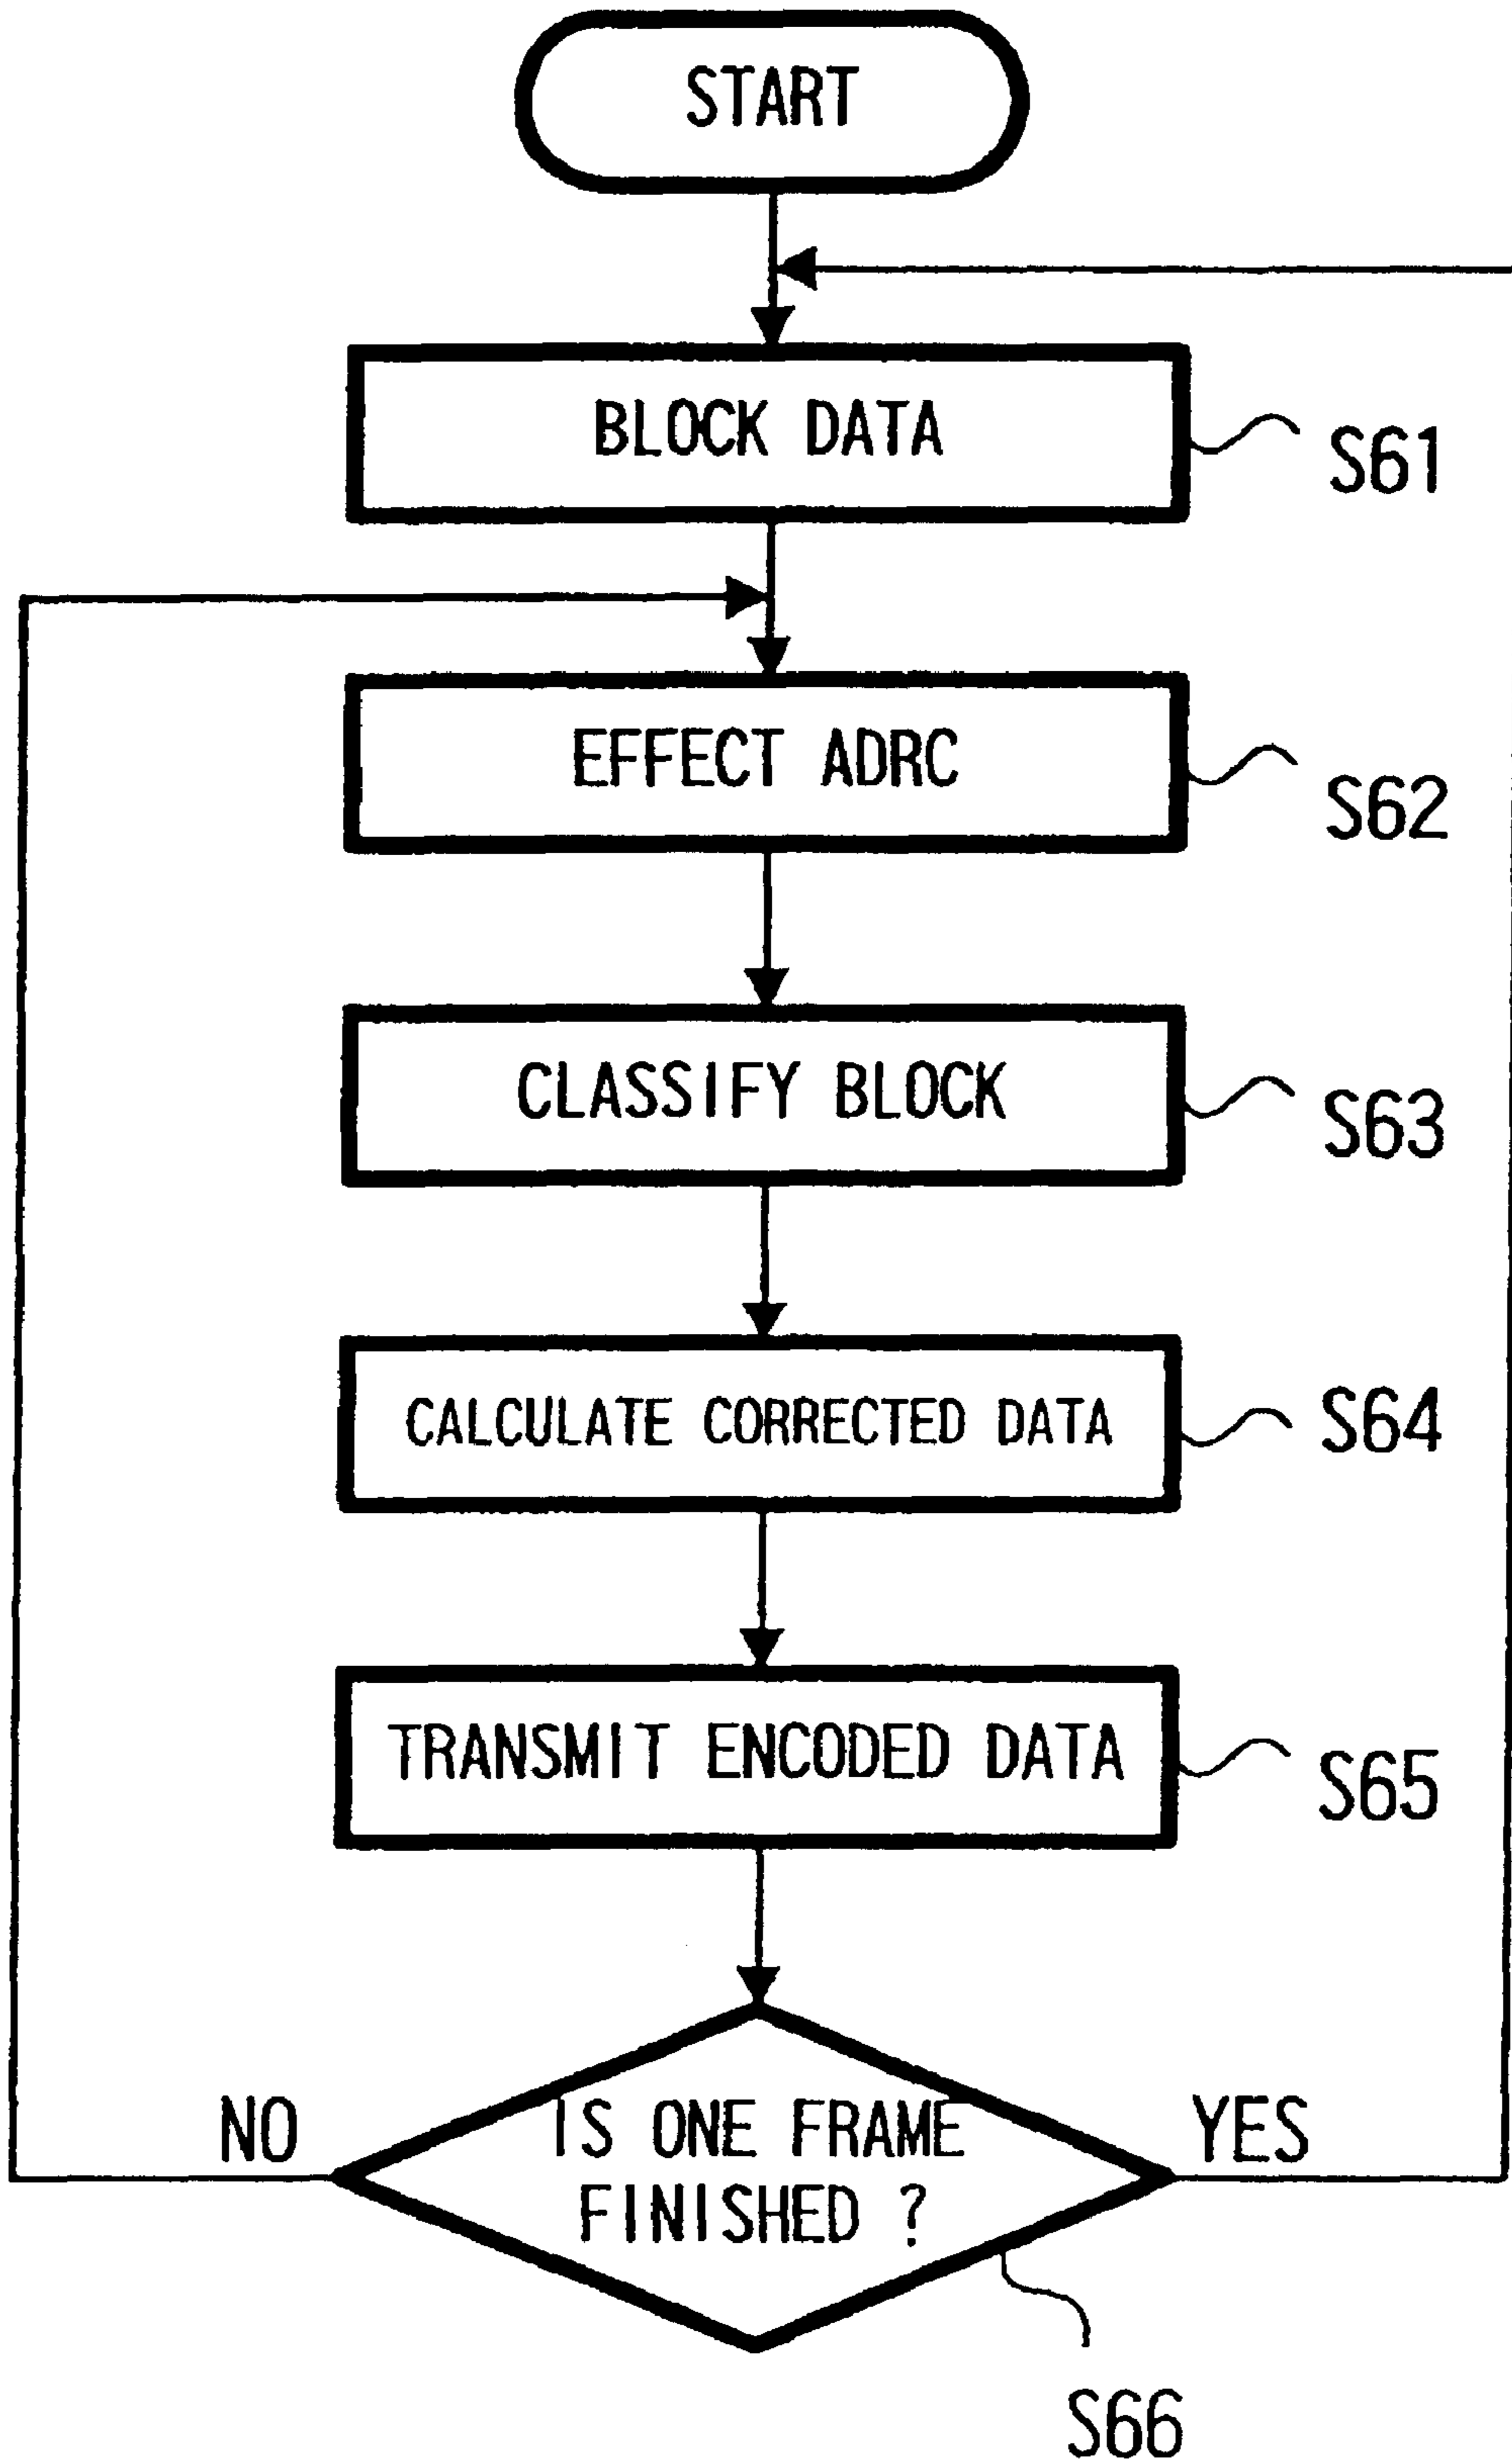 START
BLOCK DATA
S61
EFFECT ADRC
S62
CLASSIFY BLOCK
S63
CALCULATE CORRECTED DATA
S64
TRANSMIT ENCODED DATA
S65
NO
IS ONE FRAME
FINISHED ?
YES
S66